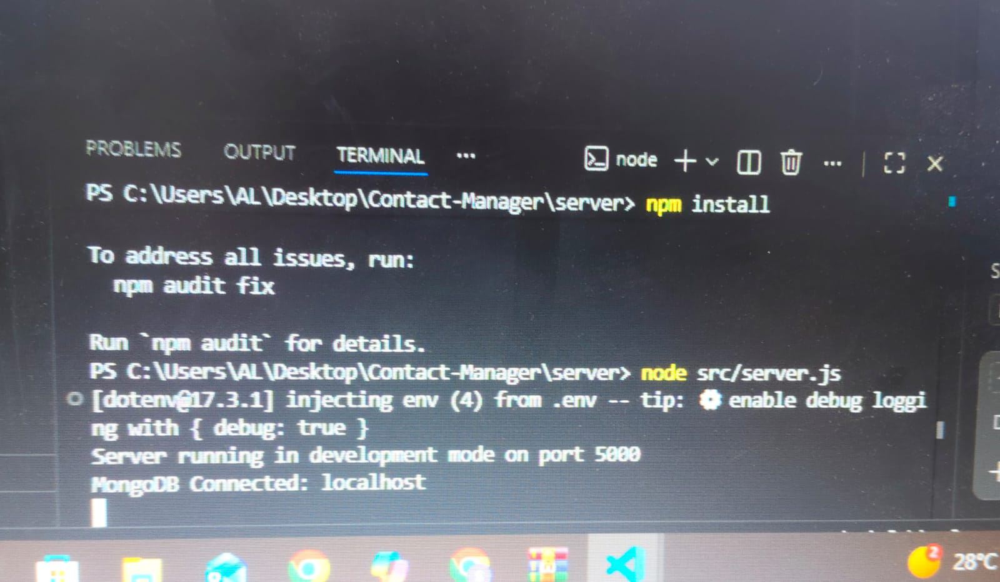 PROBLEMS OUTPUT TERMINAL ... node
PS C:\Users\AL\Desktop\Contact-Manager\server> npm install
To address all issues, run:
npm audit fix
Run `npm audit` for details.
PS C:\Users\AL\Desktop\Contact-Manager\server> node src/server.js
[dotenv@17.3.1] injecting env (4) from .env -- tip: ⚙️ enable debug loggi
ng with { debug: true }
Server running in development mode on port 5000
MongoDB Connected: localhost
2
28°C